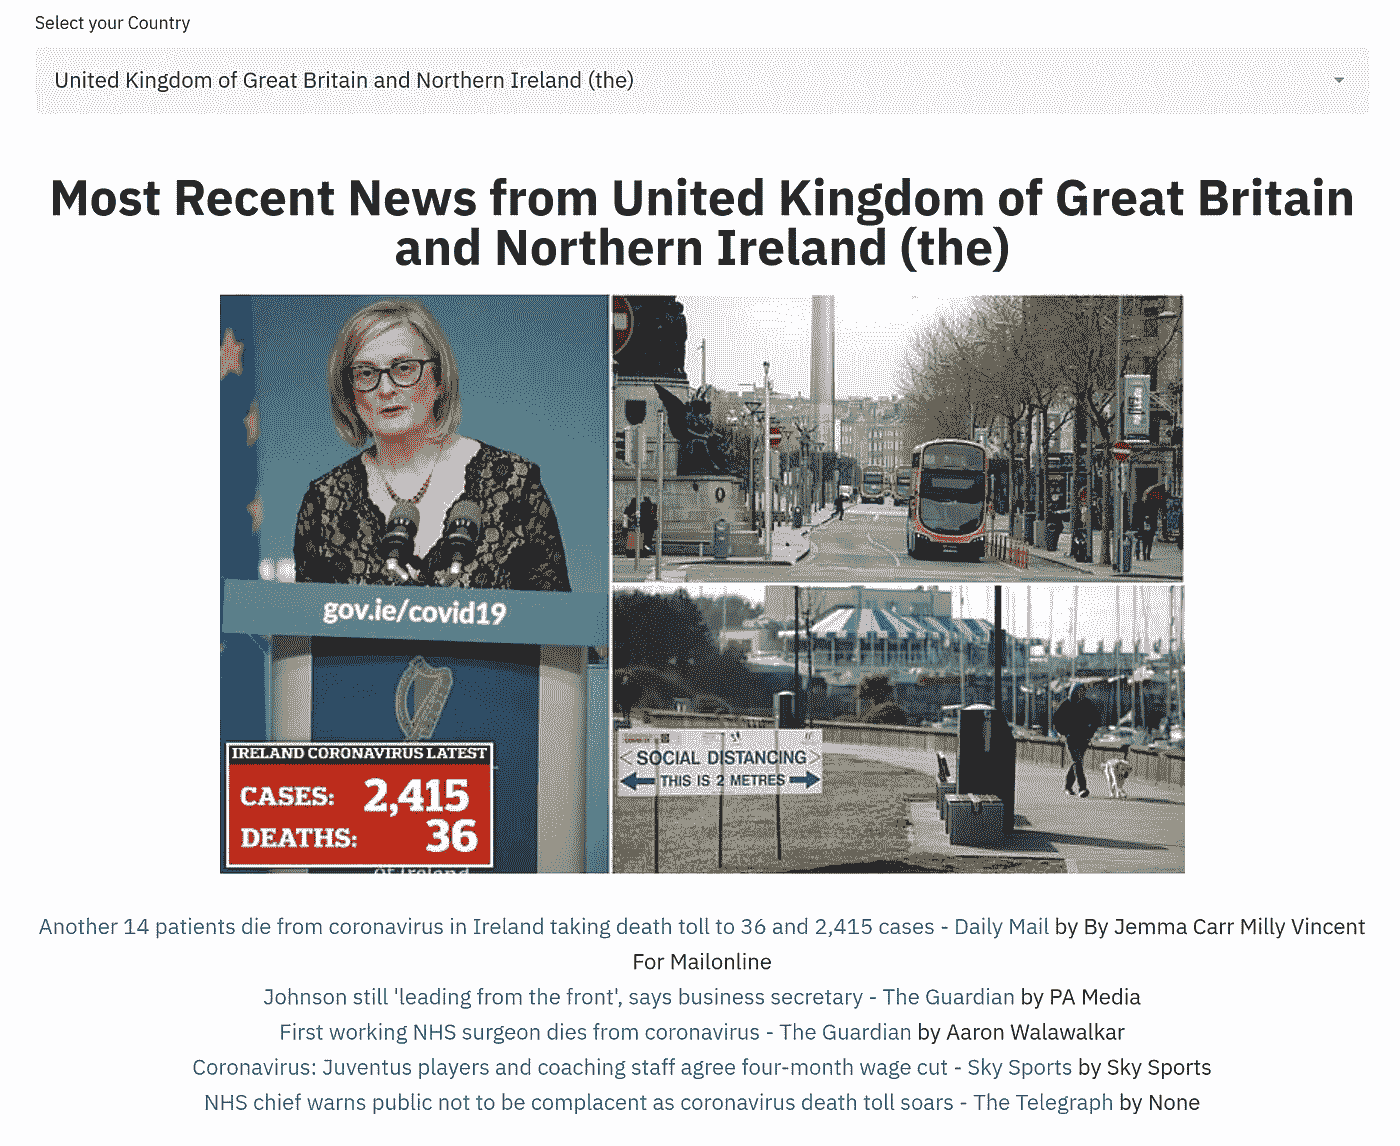 Select your Country
United Kingdom of Great Britain and Northern Ireland (the)
Most Recent News from United Kingdom of Great Britain
and Northern Ireland (the)
gov.ie/covid19
IRELAND CORONAVIRUS LATEST
CASES: 2,415
DEATHS: 36
of Ireland
SOCIAL DISTANCING
THIS IS 2 METRES
Another 14 patients die from coronavirus in Ireland taking death toll to 36 and 2,415 cases - Daily Mail by By Jemma Carr Milly Vincent
For Mailonline
Johnson still 'leading from the front', says business secretary - The Guardian by PA Media
First working NHS surgeon dies from coronavirus - The Guardian by Aaron Walawalkar
Coronavirus: Juventus players and coaching staff agree four-month wage cut - Sky Sports by Sky Sports
NHS chief warns public not to be complacent as coronavirus death toll soars - The Telegraph by None